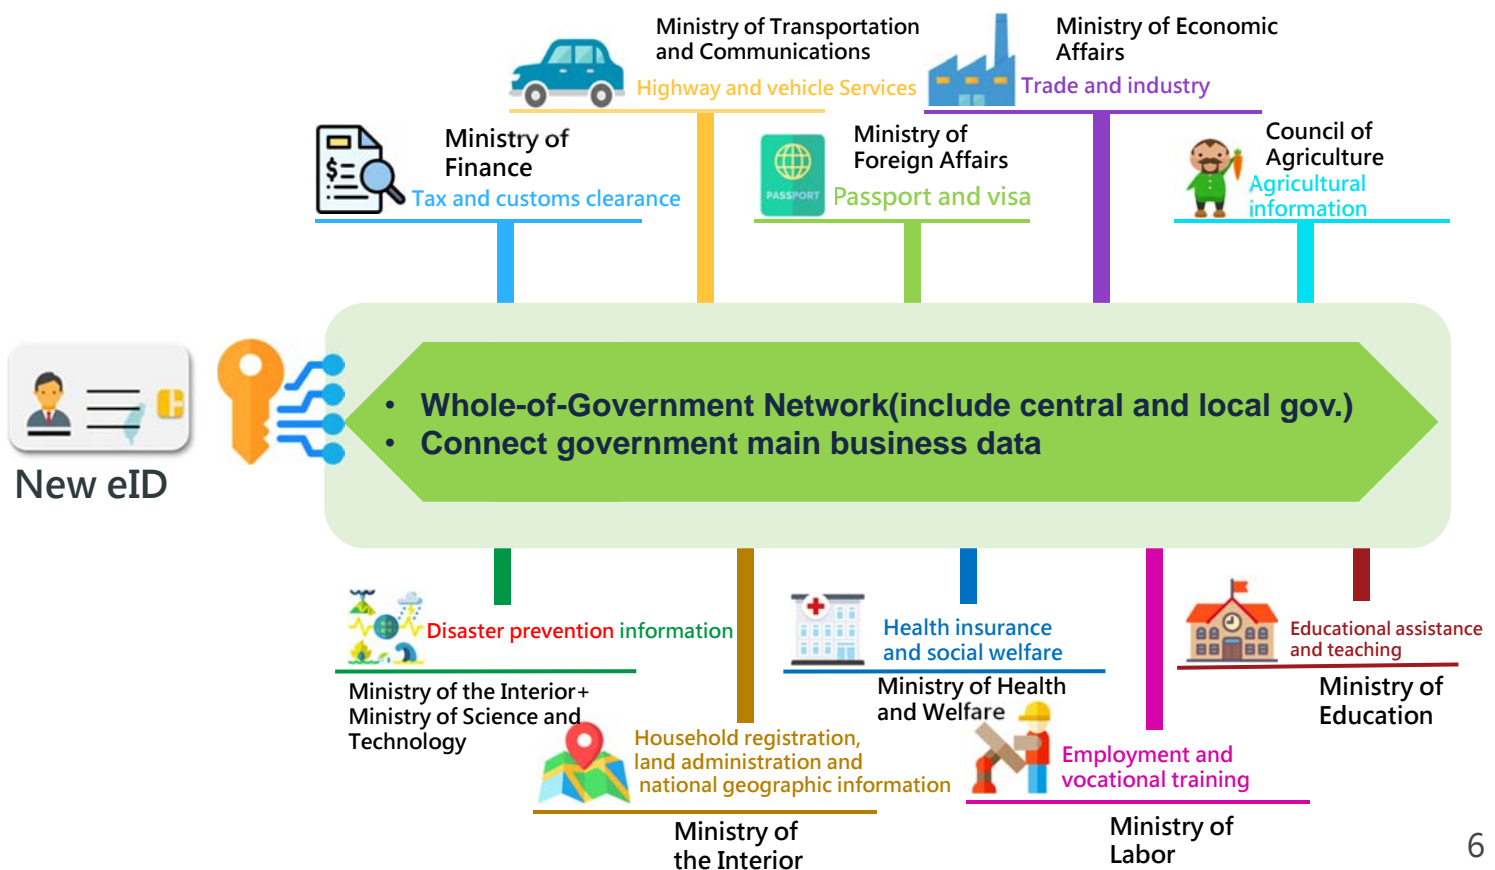 Ministry of Transportation
and Communications
Highway and vehicle Services
Ministry of Economic
Affairs
Trade and industry
Ministry of
Finance
Tax and customs clearance
PASSPORT
Ministry of
Foreign Affairs
Passport and visa
Council of
Agriculture
Agricultural
information
New eID
• Whole-of-Government Network(include central and local gov.)
• Connect government main business data
Disaster prevention information
Ministry of the Interior+
Ministry of Science and
Technology
Household registration,
land administration and
national geographic information
Ministry of
the Interior
Health insurance
and social welfare
Ministry of Health
and Welfare
Employment and
vocational training
Ministry of
Labor
Educational assistance
and teaching
Ministry of
Education
6